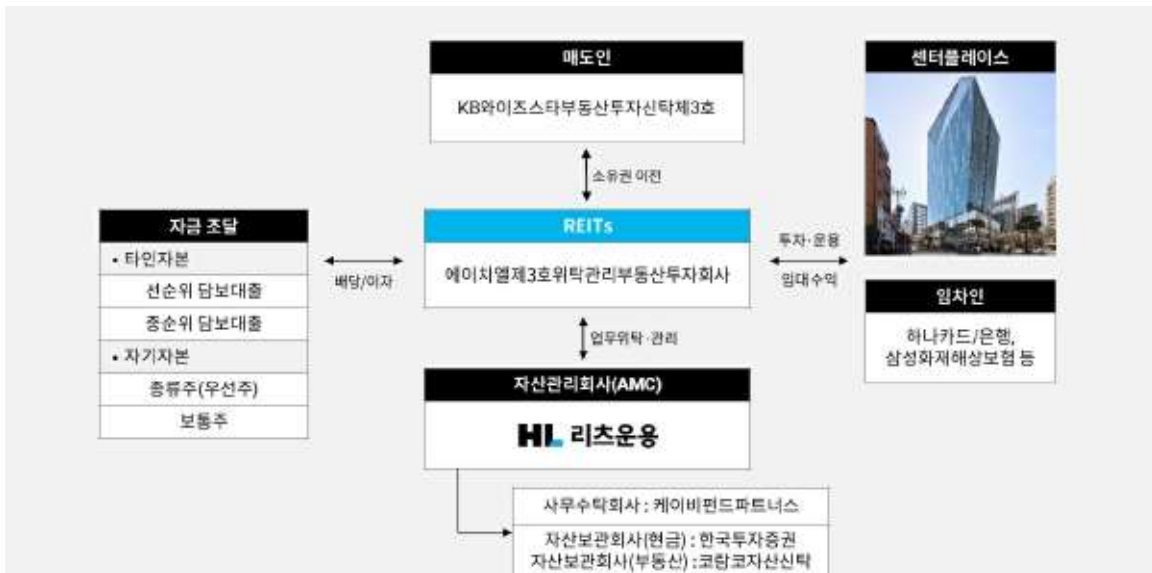 매도인
KB와이즈스타부동산투자신탁제3호
센터플레이스
소유권 이전
자금 조달
• 타인자본
선순위 담보대출
중순위 담보대출
• 자기자본
종류주(우선주)
보통주
배당/이자
REITs
에이치엘제3호위탁관리부동산투자회사
투자·운용
임대수익
임차인
하나카드/은행,
삼성화재해상보험 등
업무위탁·관리
자산관리회사(AMC)
HL 리츠운용
사무수탁회사 : 케이비펀드파트너스
자산보관회사(현금) : 한국투자증권
자산보관회사(부동산) : 코람코자산신탁